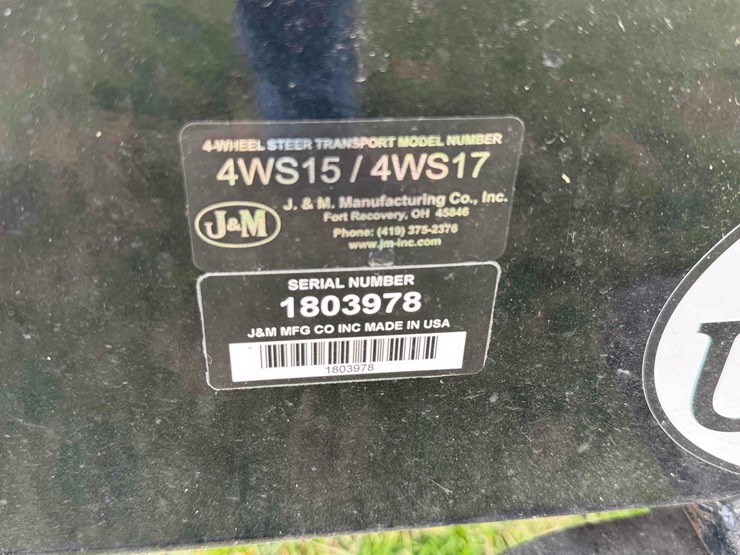 4-WHEEL STEER TRANSPORT MODEL NUMBER
4WS15 / 4WS17
J&M
J. & M. Manufacturing Co., Inc.
Fort Recovery, OH 45846
Phone: (419) 375-2376
www.jm-inc.com
SERIAL NUMBER
1803978
J&M MFG CO INC MADE IN USA
1803978